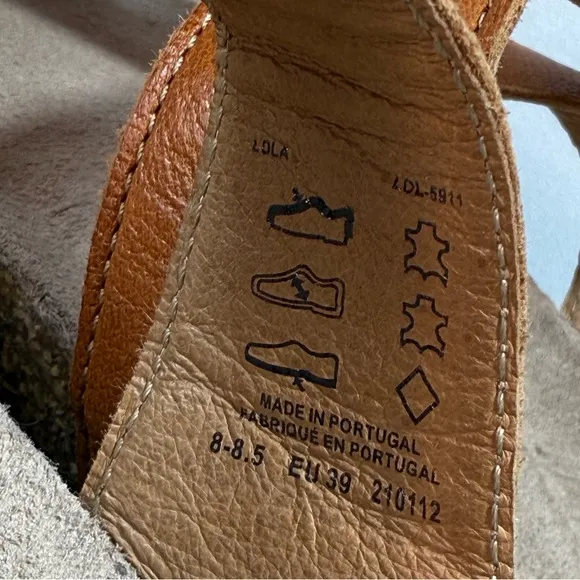 LOLA
LDL-5911
MADE IN PORTUGAL
FABRIQUÉ EN PORTUGAL
8-8.5 EU 39 210112